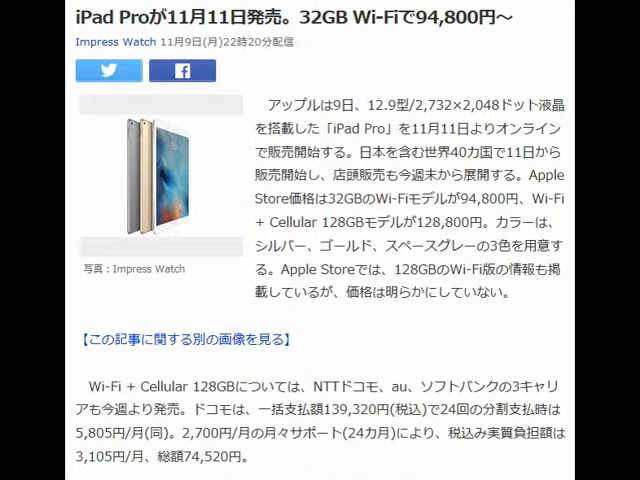 iPad Proが11月11日発売。32GB Wi-Fiで94,800円～
Impress Watch 11月9日(月)22時20分配信
アップルは9日、12.9型/2,732×2,048ドット液晶
を搭載した「iPad Pro」を11月11日よりオンライン
で販売開始する。日本を含む世界40カ国で11日から
販売開始し、店頭販売も今週末から展開する。Apple
Store価格は32GBのWi-Fiモデルが94,800円、Wi-Fi
+ Cellular 128GBモデルが128,800円。カラーは、
シルバー、ゴールド、スペースグレーの3色を用意す
る。Apple Storeでは、128GBのWi-Fi版の情報も掲
載しているが、価格は明らかにしていない。
写真：Impress Watch
【この記事に関する別の画像を見る】
Wi-Fi + Cellular 128GBについては、NTTドコモ、au、ソフトバンクの3キャリ
アも今週より発売。ドコモは、一括支払額139,320円(税込)で24回の分割支払時は
5,805円/月(同)。2,700円/月の月々サポート(24カ月)により、税込み実質負担額は
3,105円/月、総額74,520円。